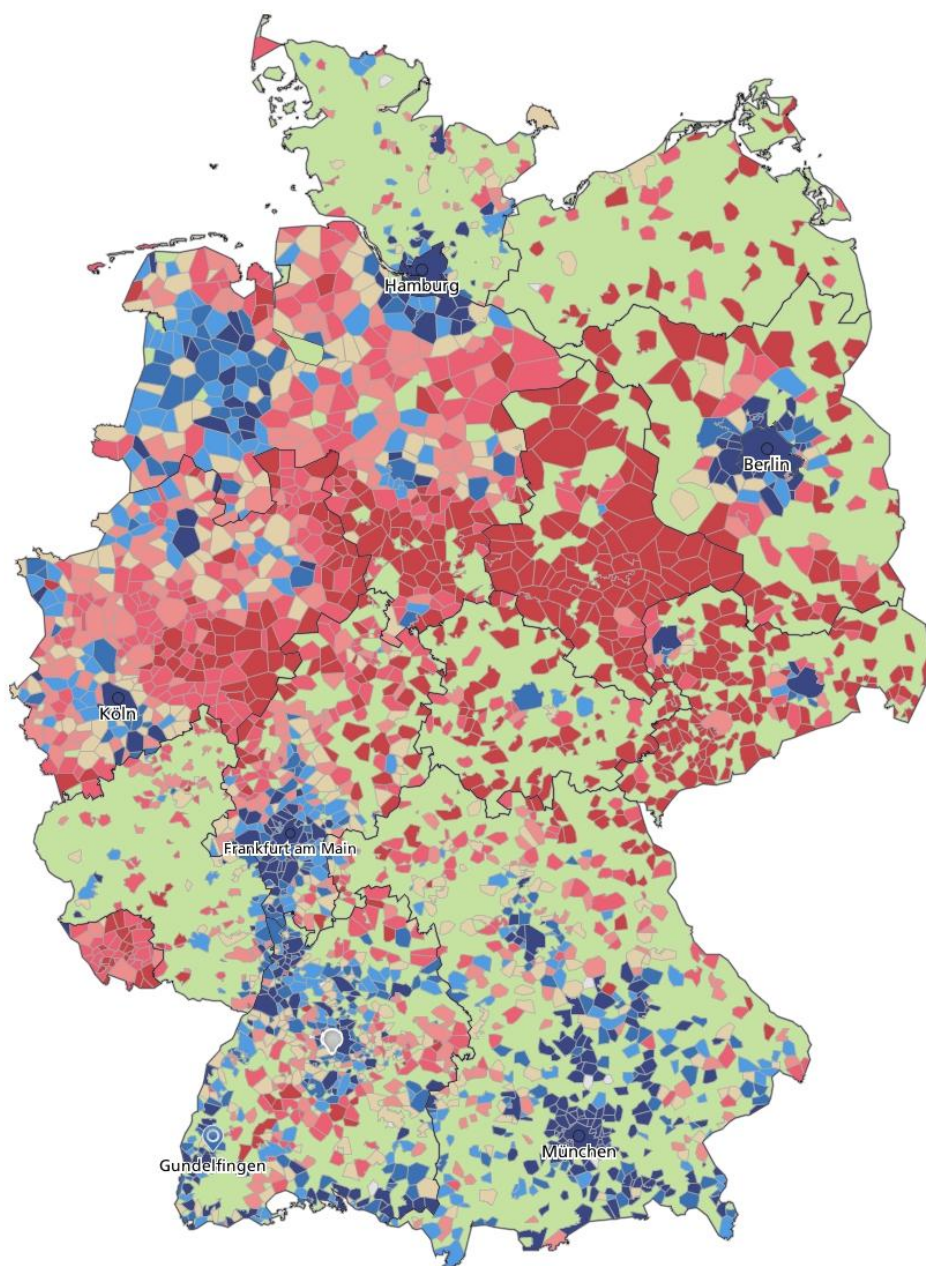 Hamburg
Berlin
Köln
Frankfurt am Main
München
Gundelfingen